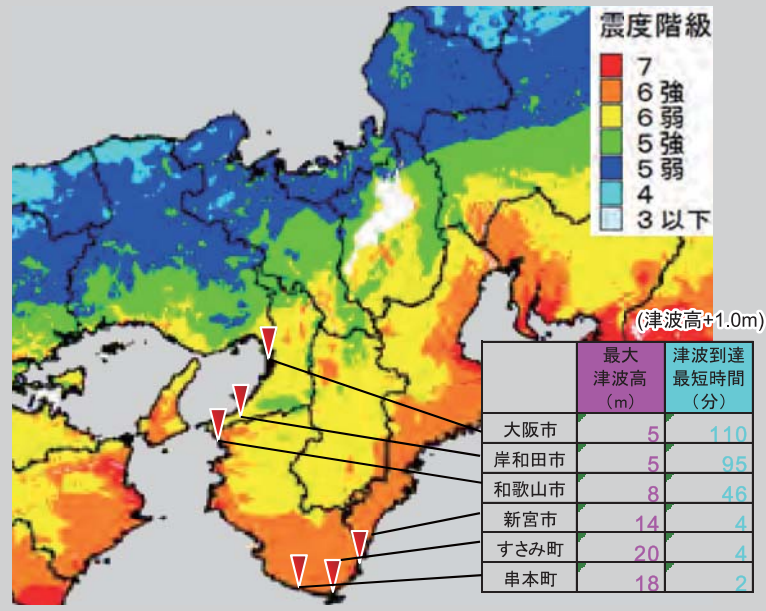 震度階級
7
6強
6弱
5強
5弱
4
3以下
(津波高+1.0m)
最大 津波到達
津波高 最短時間
(m) (分)
大阪市 5 110
岸和田市 5 95
和歌山市 8 46
新宮市 14 4
すさみ町 20 4
串本町 18 2